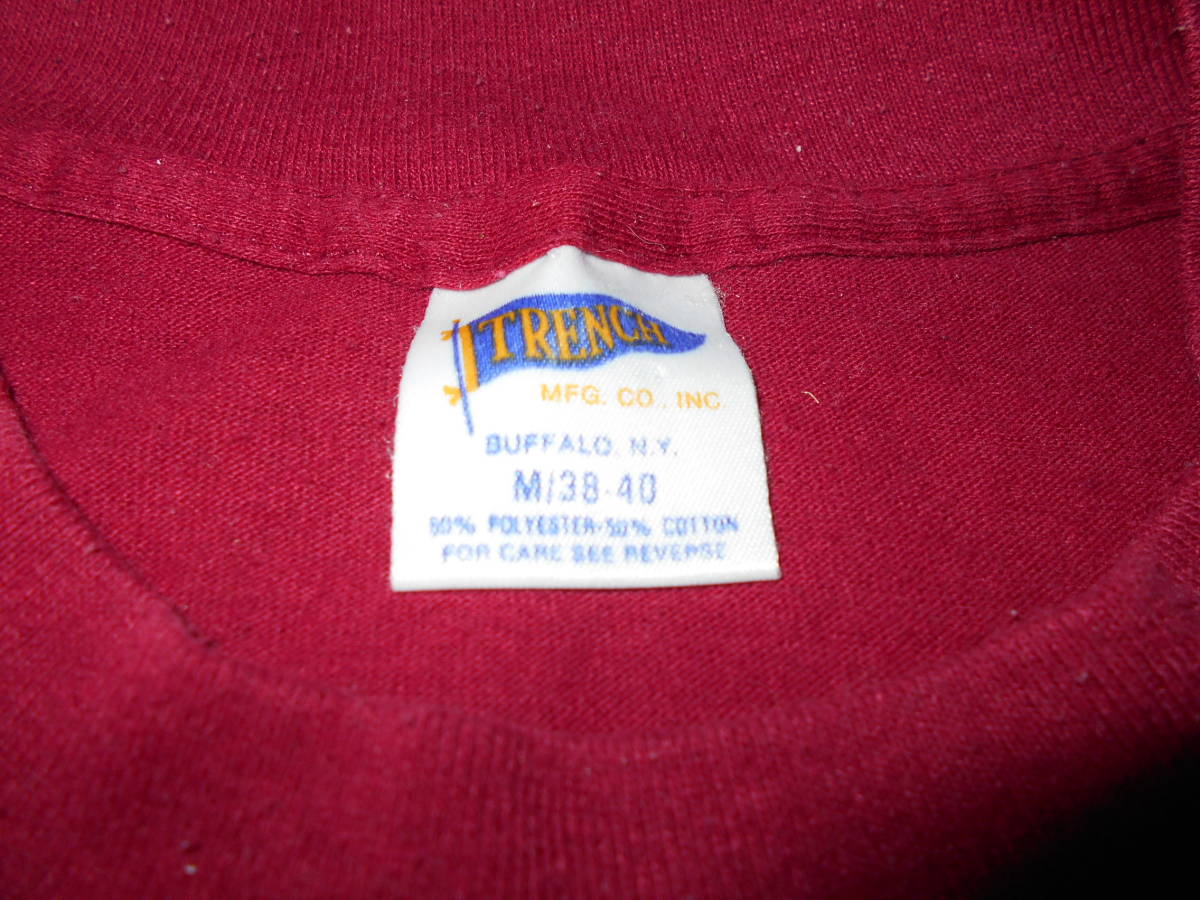 TRENCH
MFG. CO., INC.
BUFFALO, N.Y.
M/38-40
50% POLYESTER-50% COTTON
FOR CARE SEE REVERSE